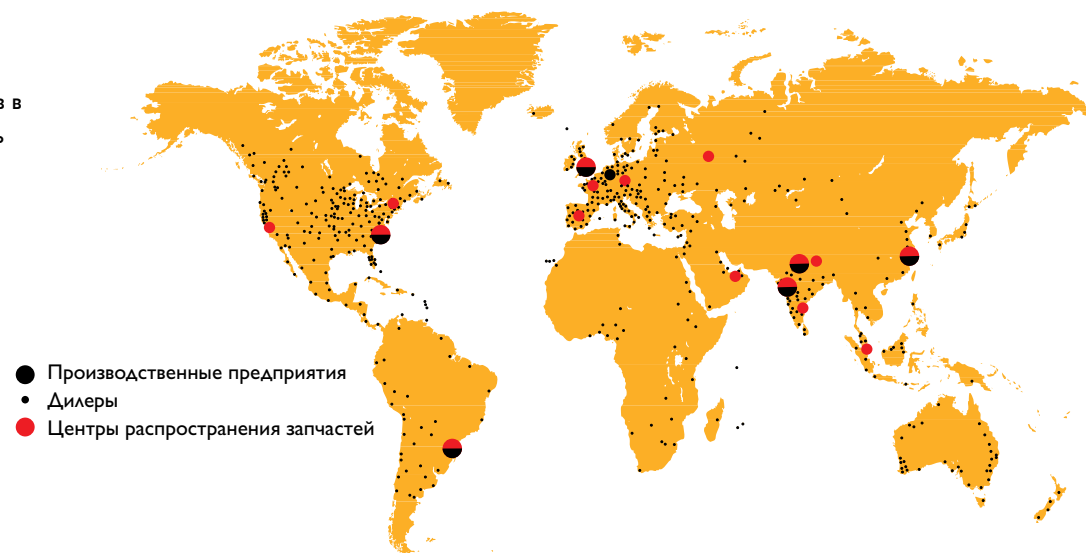 в в
Производственные предприятия
Дилеры
Центры распространения запчастей